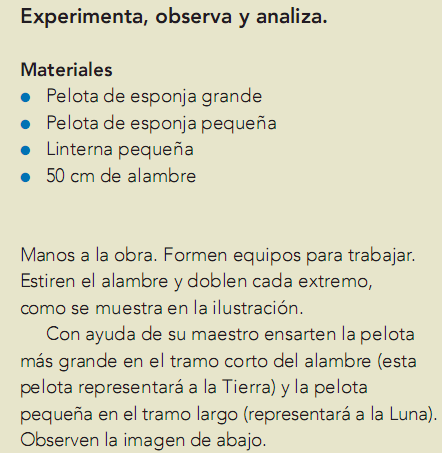 Experimenta, observa y analiza.
Materiales
● Pelota de esponja grande
● Pelota de esponja pequeña
● Linterna pequeña
● 50 cm de alambre
Manos a la obra. Formen equipos para trabajar.
Estiren el alambre y doblen cada extremo,
como se muestra en la ilustración.
Con ayuda de su maestro ensarten la pelota
más grande en el tramo corto del alambre (esta
pelota representará a la Tierra) y la pelota
pequeña en el tramo largo (representará a la Luna).
Observen la imagen de abajo.